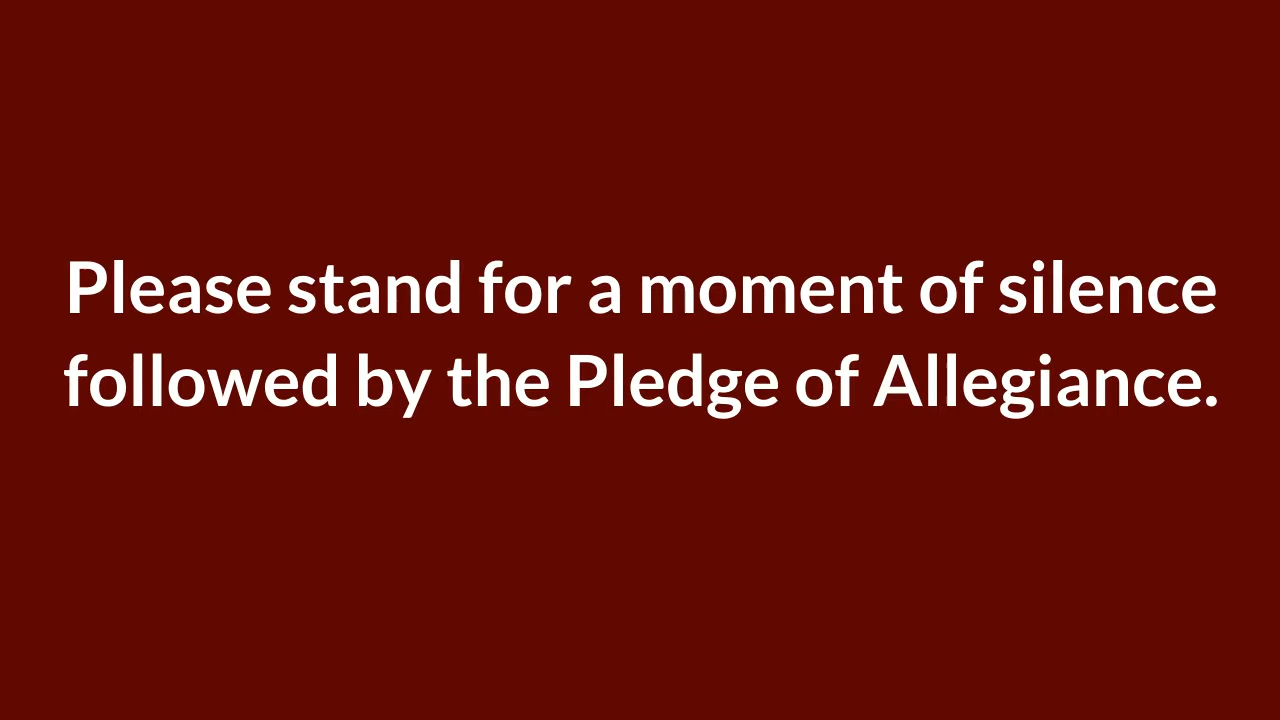 Please stand for a moment of silence
followed by the Pledge of Allegiance.